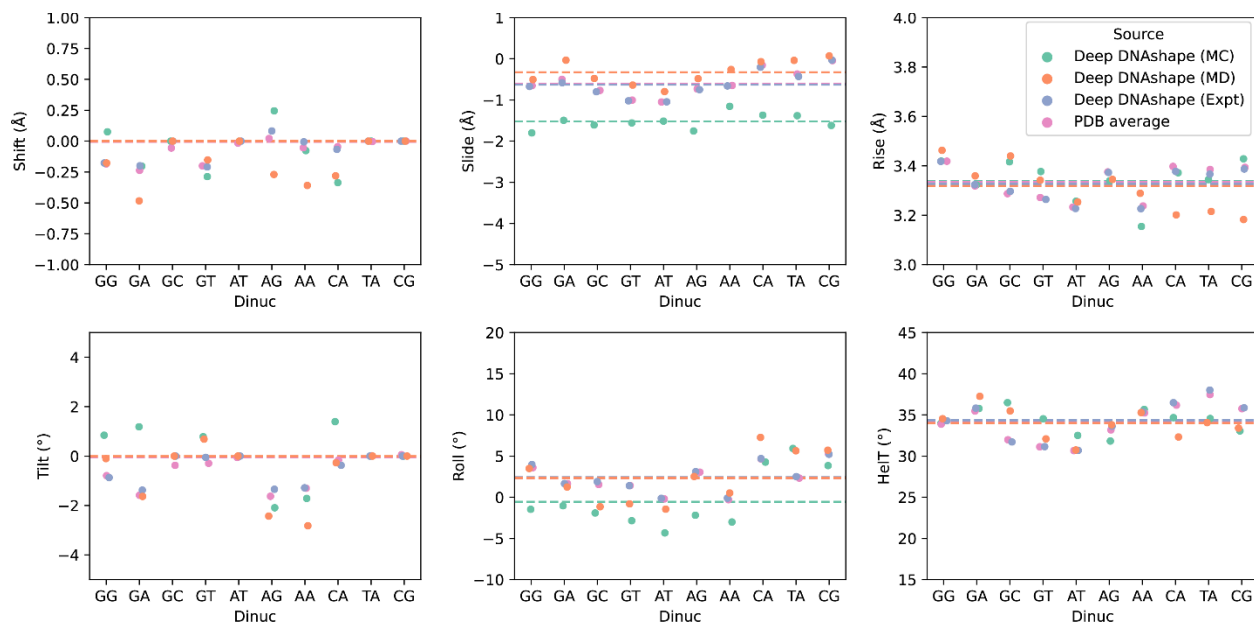 Shift (Å)
1.00
0.75
0.50
0.25
0.00
−0.25
−0.50
−0.75
−1.00
GG GA GC GT AT AG AA CA TA CG
Dinuc
Slide (Å)
1
0
−1
−2
−3
−4
−5
GG GA GC GT AT AG AA CA TA CG
Dinuc
Rise (Å)
4.0
3.8
3.6
3.4
3.2
3.0
Source
Deep DNAshape (MC)
Deep DNAshape (MD)
Deep DNAshape (Expt)
PDB average
GG GA GC GT AT AG AA CA TA CG
Dinuc
Tilt (°)
4
2
0
−2
−4
GG GA GC GT AT AG AA CA TA CG
Dinuc
Roll (°)
20
15
10
5
0
−5
−10
GG GA GC GT AT AG AA CA TA CG
Dinuc
HelT (°)
45
40
35
30
25
20
15
GG GA GC GT AT AG AA CA TA CG
Dinuc